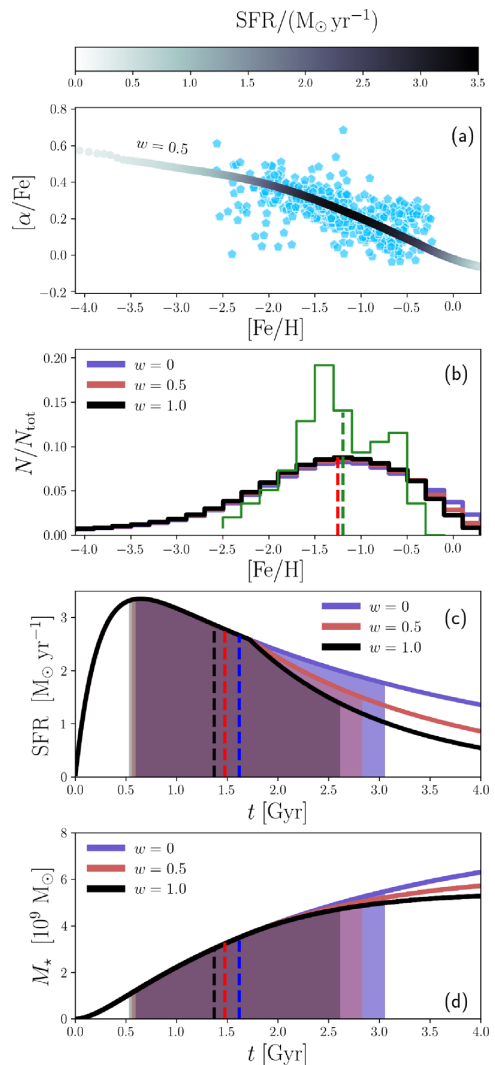 SFR/(M⊙ yr⁻¹)
0.0 0.5 1.0 1.5 2.0 2.5 3.0 3.5
(a)
w = 0.5
[α/Fe]
0.8
0.6
0.4
0.2
0.0
−0.2
−4.0 −3.5 −3.0 −2.5 −2.0 −1.5 −1.0 −0.5 0.0
[Fe/H]
(b)
w = 0
w = 0.5
w = 1.0
N/Ntot
0.20
0.15
0.10
0.05
0.00
−4.0 −3.5 −3.0 −2.5 −2.0 −1.5 −1.0 −0.5 0.0
[Fe/H]
(c)
w = 0
w = 0.5
w = 1.0
SFR [M⊙ yr⁻¹]
3
2
1
0
0.0 0.5 1.0 1.5 2.0 2.5 3.0 3.5 4.0
t [Gyr]
w = 0
w = 0.5
w = 1.0
M⋆ [10⁹ M⊙]
8
6
4
2
0
(d)
0.0 0.5 1.0 1.5 2.0 2.5 3.0 3.5 4.0
t [Gyr]